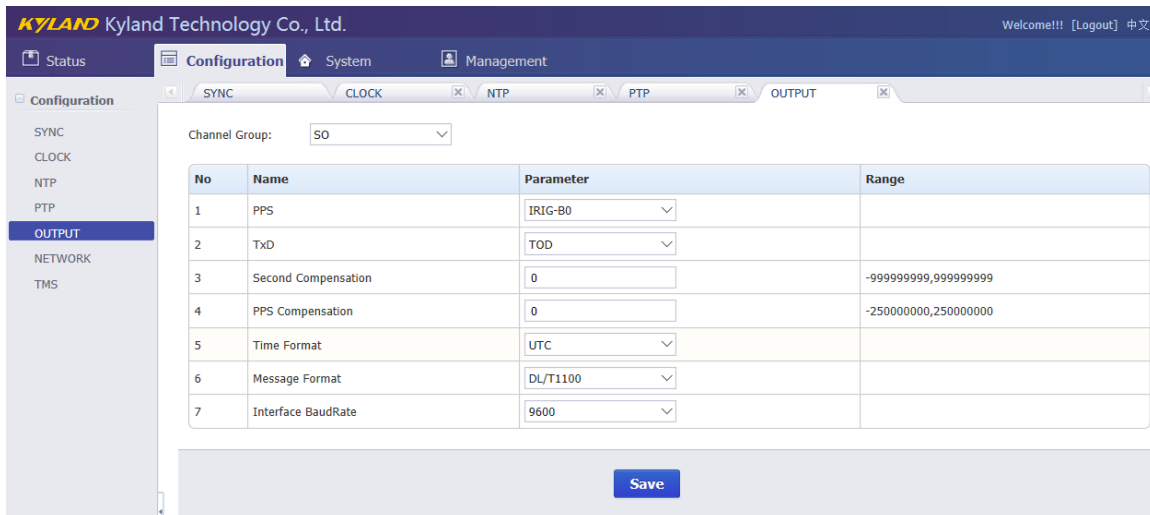 KYLAND Kyland Technology Co., Ltd. Welcome!!! [Logout] 中文
Status Configuration System Management
Configuration
SYNC CLOCK NTP PTP OUTPUT
SYNC
CLOCK
NTP
PTP
OUTPUT
NETWORK
TMS
Channel Group: SO
No Name Parameter Range
1 PPS IRIG-B0
2 TxD TOD
3 Second Compensation 0 -999999999,999999999
4 PPS Compensation 0 -250000000,250000000
5 Time Format UTC
6 Message Format DL/T1100
7 Interface BaudRate 9600
Save